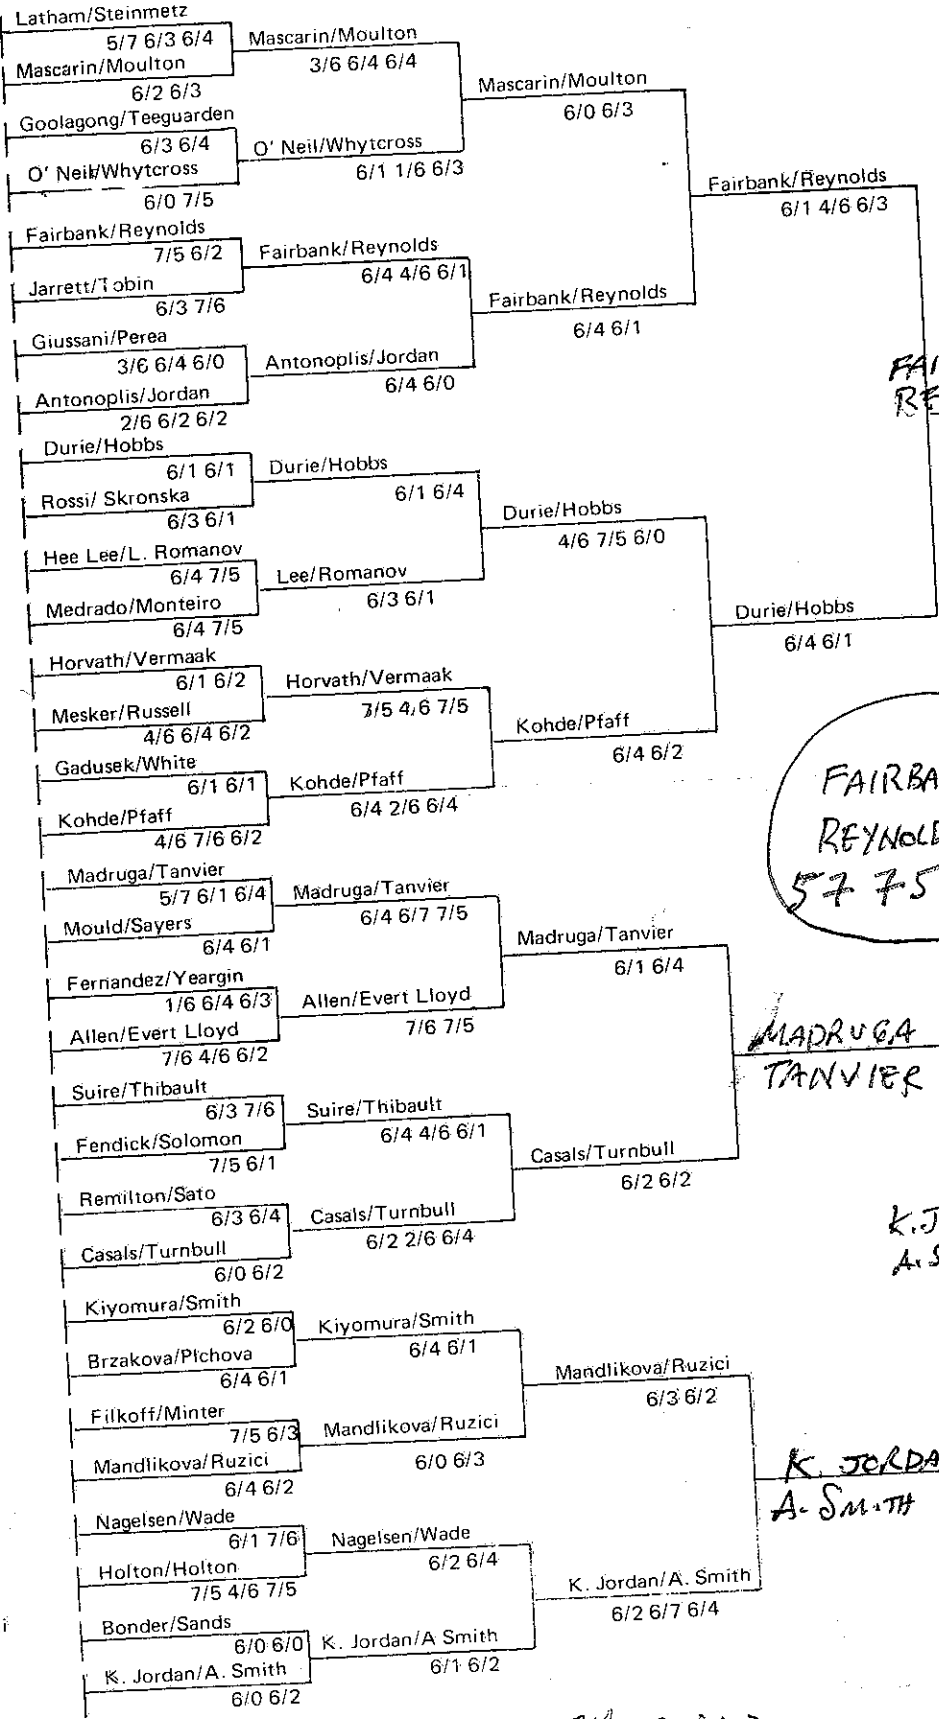 Latham/Steinmetz
5/7 6/3 6/4
Mascarin/Moulton
Mascarin/Moulton
3/6 6/4 6/4
6/2 6/3
Mascarin/Moulton
6/0 6/3
Goolagong/Teeguarden
6/3 6/4
O' Neil/Whytcross
O' Neil/Whytcross
6/1 1/6 6/3
6/0 7/5
Fairbank/Reynolds
6/1 4/6 6/3
Fairbank/Reynolds
7/5 6/2
Fairbank/Reynolds
6/4 4/6 6/1
Jarrett/Tobin
6/3 7/6
Fairbank/Reynolds
6/4 6/1
Giussani/Perea
3/6 6/4 6/0
Antonoplis/Jordan
6/4 6/0
Antonoplis/Jordan
2/6 6/2 6/2
FAI
RE
Durie/Hobbs
6/1 6/1
Durie/Hobbs
6/1 6/4
Rossi/ Skronska
6/3 6/1
Durie/Hobbs
4/6 7/5 6/0
Hee Lee/L. Romanov
6/4 7/5
Lee/Romanov
6/3 6/1
Medrado/Monteiro
6/4 7/5
Durie/Hobbs
6/4 6/1
Horvath/Vermaak
6/1 6/2
Horvath/Vermaak
7/5 4/6 7/5
Mesker/Russell
4/6 6/4 6/2
Kohde/Pfaff
6/4 6/2
Gadusek/White
6/1 6/1
Kohde/Pfaff
6/4 2/6 6/4
Kohde/Pfaff
4/6 7/6 6/2
FAIRBA
REYNOLD
57 75
Madruga/Tanvier
5/7 6/1 6/4
Madruga/Tanvier
6/4 6/7 7/5
Mould/Sayers
6/4 6/1
Madruga/Tanvier
6/1 6/4
Fernandez/Yeargin
1/6 6/4 6/3
Allen/Evert Lloyd
7/6 7/5
Allen/Evert Lloyd
7/6 4/6 6/2
MADRUGA
TANVIER
Suire/Thibault
6/3 7/6
Suire/Thibault
6/4 4/6 6/1
Fendick/Solomon
7/5 6/1
Casals/Turnbull
6/2 6/2
Remilton/Sato
6/3 6/4
Casals/Turnbull
6/2 2/6 6/4
Casals/Turnbull
6/0 6/2
K. J
A. S
Kiyomura/Smith
6/2 6/0
Kiyomura/Smith
6/4 6/1
Brzakova/Pichova
6/4 6/1
Mandlikova/Ruzici
6/3 6/2
Filkoff/Minter
7/5 6/3
Mandlikova/Ruzici
6/0 6/3
Mandlikova/Ruzici
6/4 6/2
K. JORDA
A. SMITH
Nagelsen/Wade
6/1 7/6
Nagelsen/Wade
6/2 6/4
Holton/Holton
7/5 4/6 7/5
K. Jordan/A. Smith
6/2 6/7 6/4
Bonder/Sands
6/0 6/0
K. Jordan/A Smith
6/1 6/2
K. Jordan/A. Smith
6/0 6/2